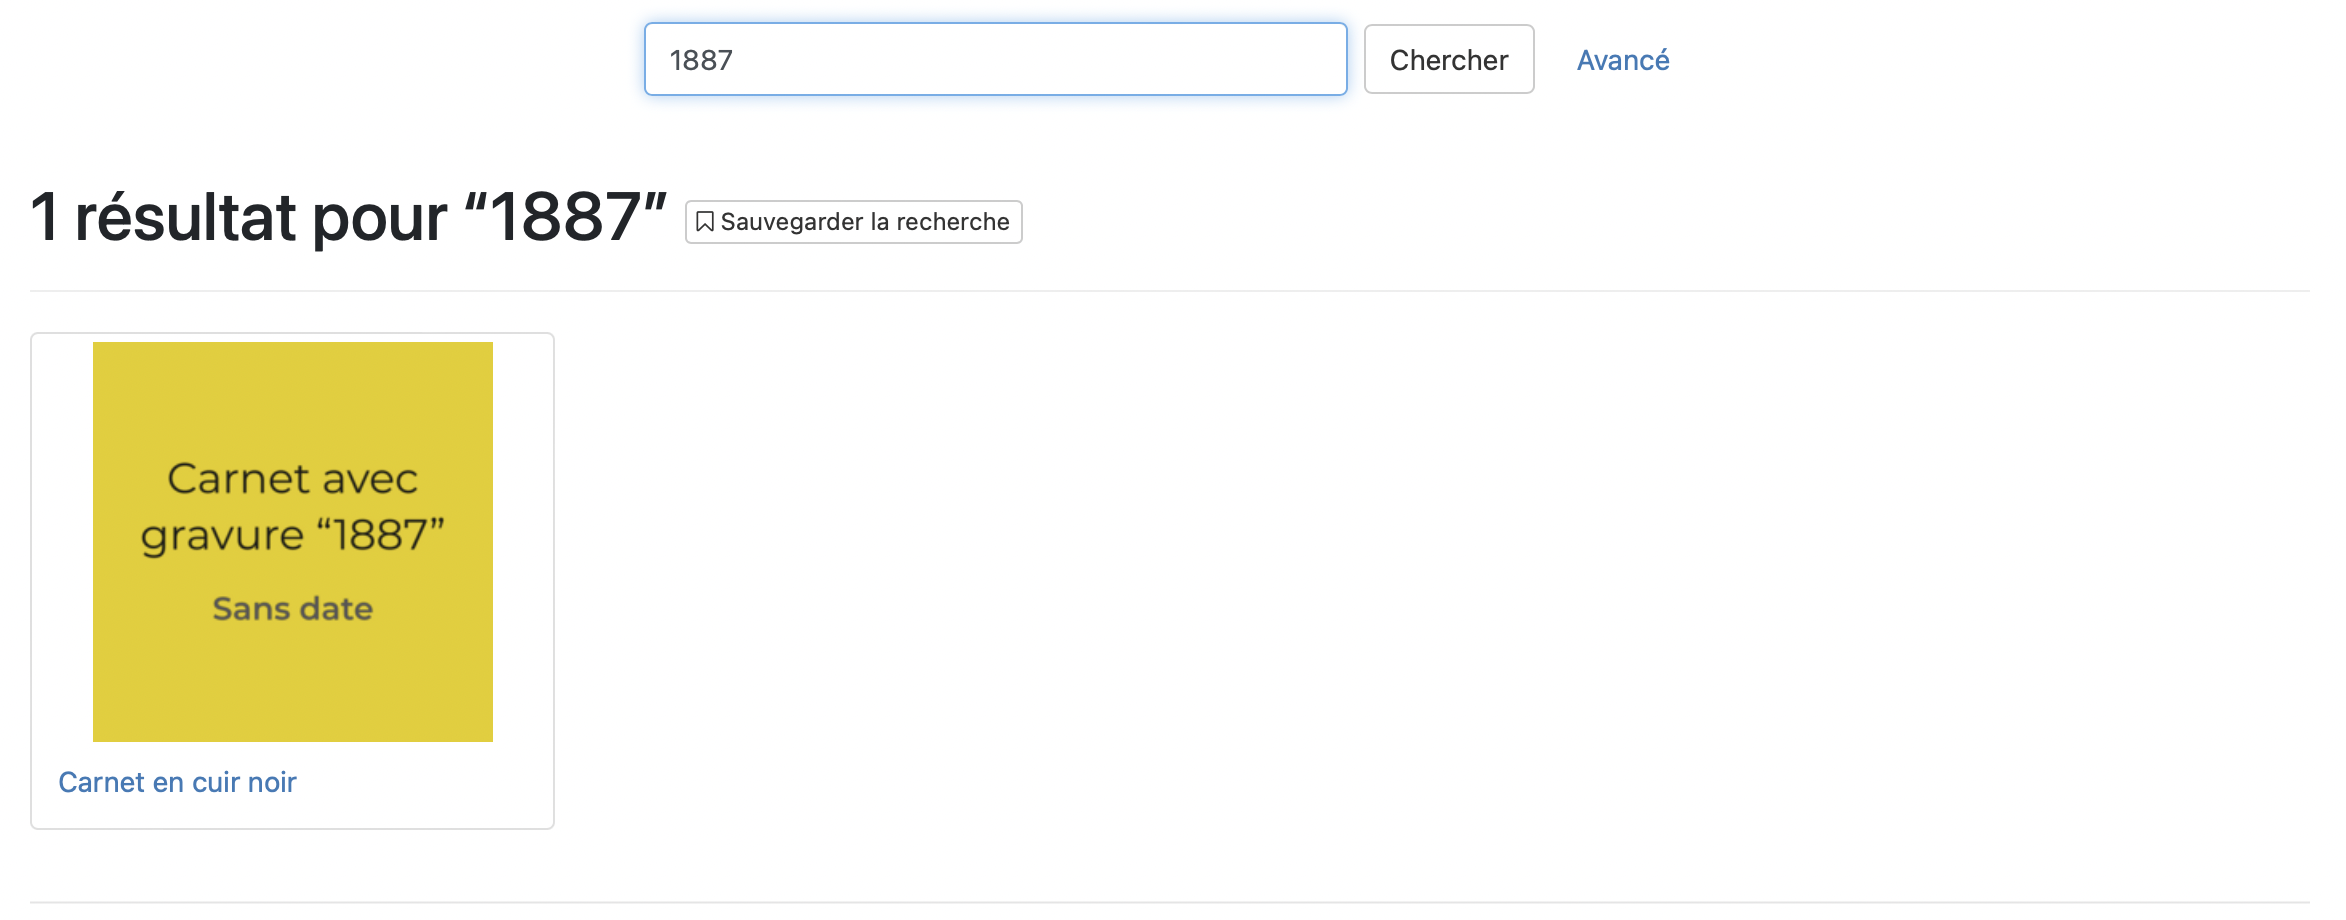 1887
Chercher
Avancé
1 résultat pour “1887”
Sauvegarder la recherche
Carnet avec
gravure “1887”
Sans date
Carnet en cuir noir